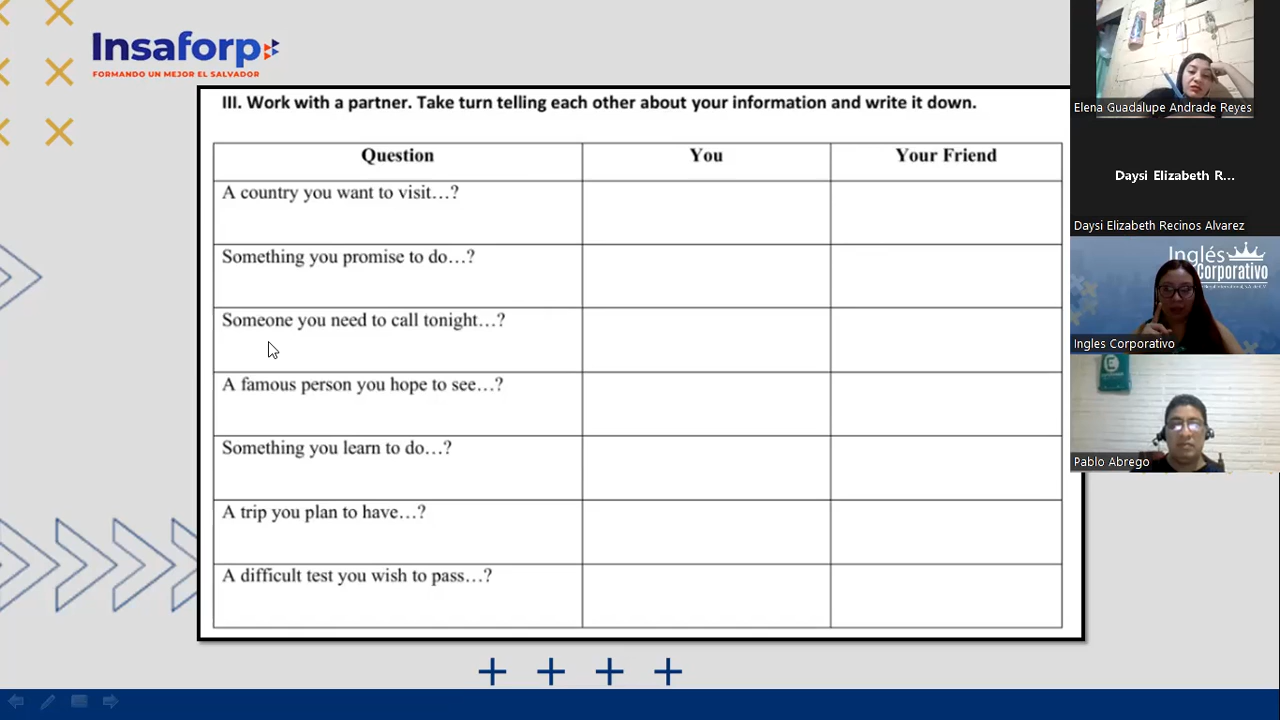 Insaforp
FORMANDO UN MEJOR EL SALVADOR
III. Work with a partner. Take turn telling each other about your information and write it down.
Question You Your Friend
A country you want to visit…?
Something you promise to do…?
Someone you need to call tonight…?
A famous person you hope to see…?
Something you learn to do…?
A trip you plan to have…?
A difficult test you wish to pass…?
Elena Guadalupe Andrade Reyes
Daysi Elizabeth R...
Daysi Elizabeth Recinos Alvarez
Inglés
Corporativo
Ingles Corporativo
Pablo Abrego